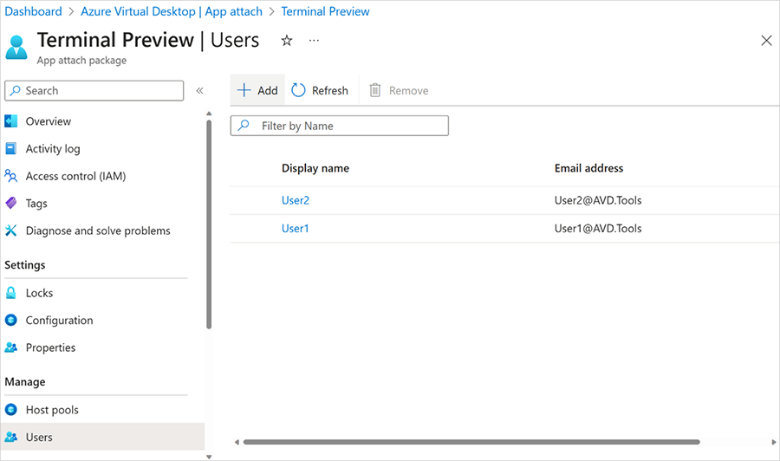 Dashboard > Azure Virtual Desktop | App attach > Terminal Preview
Terminal Preview | Users
App attach package
Search
Add Refresh Remove
Filter by Name
Overview
Activity log
Access control (IAM)
Tags
Diagnose and solve problems
Settings
Locks
Configuration
Properties
Manage
Host pools
Users
Display name Email address
User2 User2@AVD.Tools
User1 User1@AVD.Tools